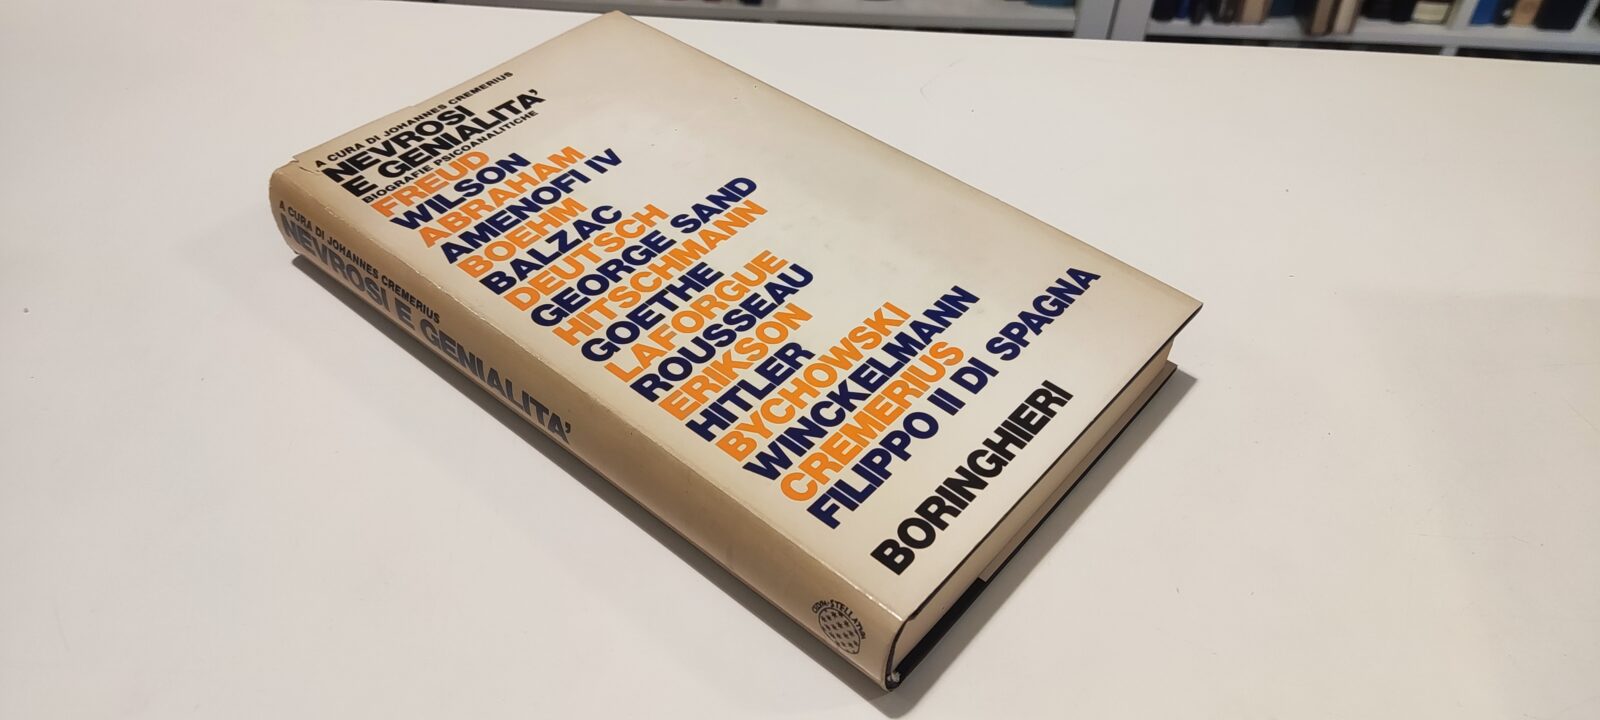 A CURA DI JOHANNES CREMERIUS
NEVROSI
E GENIALITA'
BIOGRAFIE PSICOANALITICHE
FREUD
WILSON
ABRAHAM
AMENOFI IV
BOEHM
BALZAC
DEUTSCH
GEORGE SAND
HITSCHMANN
GOETHE
LAFORGUE
ROUSSEAU
ERIKSON
HITLER
BYCHOWSKI
WINCKELMANN
CREMERIUS
FILIPPO II DI SPAGNA
BORINGHIERI
A CURA DI JOHANNES CREMERIUS
NEVROSI E GENIALITA'